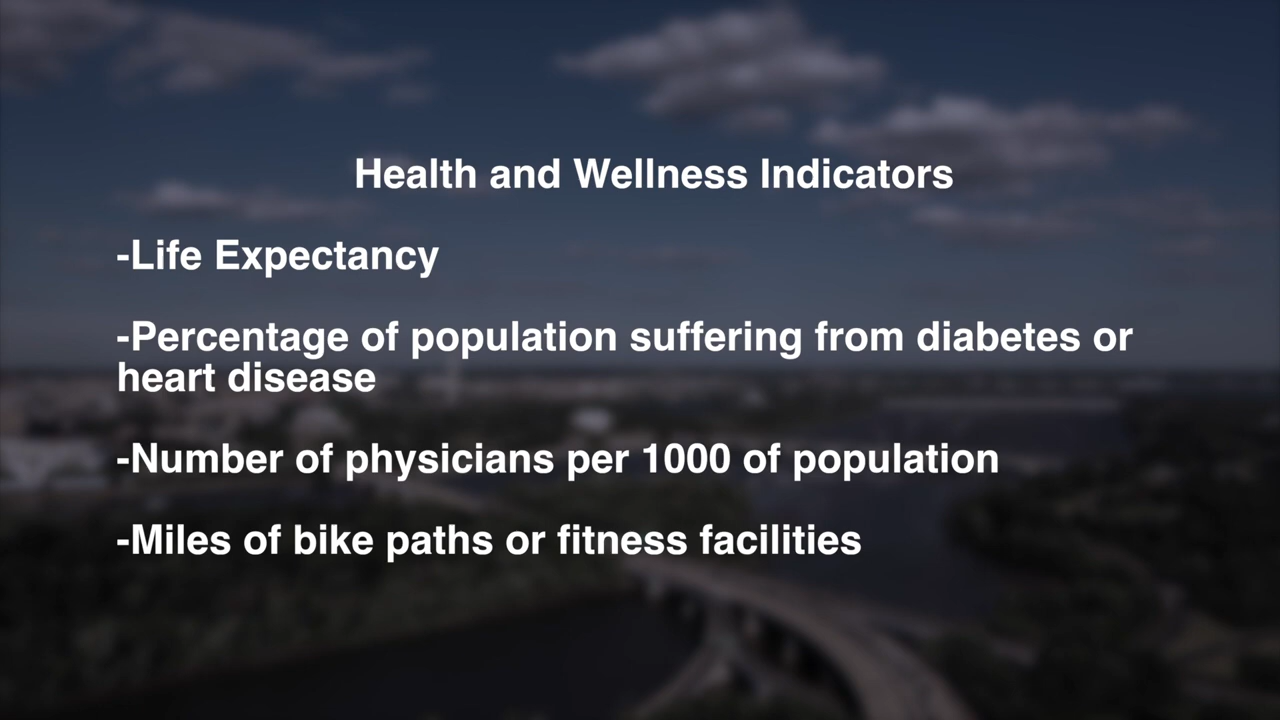 Health and Wellness Indicators
-Life Expectancy
-Percentage of population suffering from diabetes or
heart disease
-Number of physicians per 1000 of population
-Miles of bike paths or fitness facilities